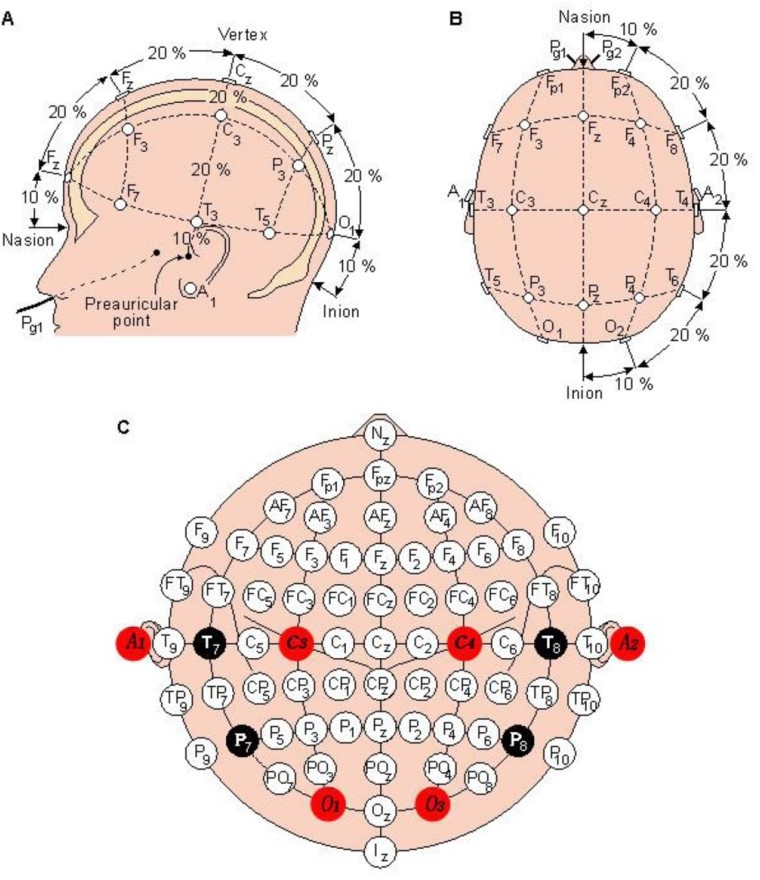 A
Vertex
20 %
20 %
Fz
Cz
20 %
20 %
20 %
F3
C3
Pz
Fz
P3
20 %
20 %
10 %
F7
T3
T5
O1
Nasion
10 %
10 %
A1
Preauricular
point
Inion
Pg1
B
Nasion
10 %
Pg1
Pg2
Fp1
Fp2
20 %
F7
F3
Fz
F4
F8
20 %
A1
T3
C3
Cz
C4
T4
A2
20 %
T5
P3
Pz
P4
T6
O1
O2
20 %
10 %
Inion
C
Nz
Fp1
Fpz
Fp2
AF7
AF3
AFz
AF4
AF8
F9
F7
F5
F3
F1
Fz
F2
F4
F6
F8
F10
FT9
FT7
FC5
FC3
FC1
FCz
FC2
FC4
FC6
FT8
FT10
A1
T9
T7
C5
C3
C1
Cz
C2
C4
C6
T8
T10
A2
TP9
TP7
CP5
CP3
CP1
CPz
CP2
CP4
CP6
TP8
TP10
P9
P7
P5
P3
P1
Pz
P2
P4
P6
P8
P10
PO7
PO3
POz
PO4
PO8
O1
Oz
O3
Iz